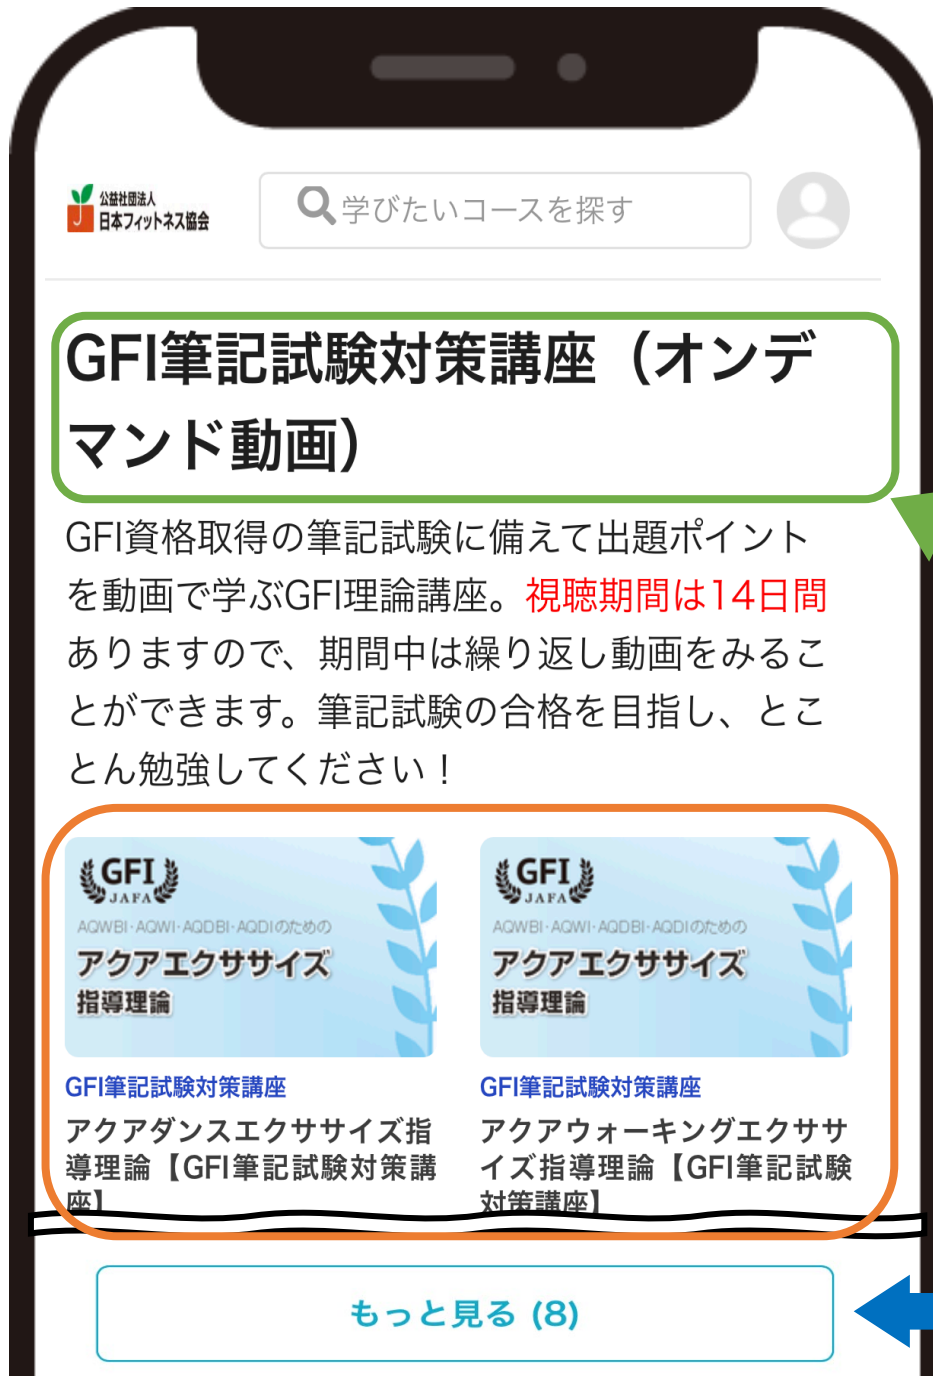 公益社団法人
日本フィットネス協会
学びたいコースを探す
GFI筆記試験対策講座（オンデ
マンド動画）
GFI資格取得の筆記試験に備えて出題ポイント
を動画で学ぶGFI理論講座。視聴期間は14日間
ありますので、期間中は繰り返し動画をみるこ
とができます。筆記試験の合格を目指し、とこ
とん勉強してください！
GFI
JAFA
AQWBI・AQWI・AQDBI・AQDIのための
アクアエクササイズ
指導理論
GFI筆記試験対策講座
アクアダンスエクササイズ指
導理論【GFI筆記試験対策講
座】
GFI
JAFA
AQWBI・AQWI・AQDBI・AQDIのための
アクアエクササイズ
指導理論
GFI筆記試験対策講座
アクアウォーキングエクササ
イズ指導理論【GFI筆記試験
対策講座】
もっと見る (8)